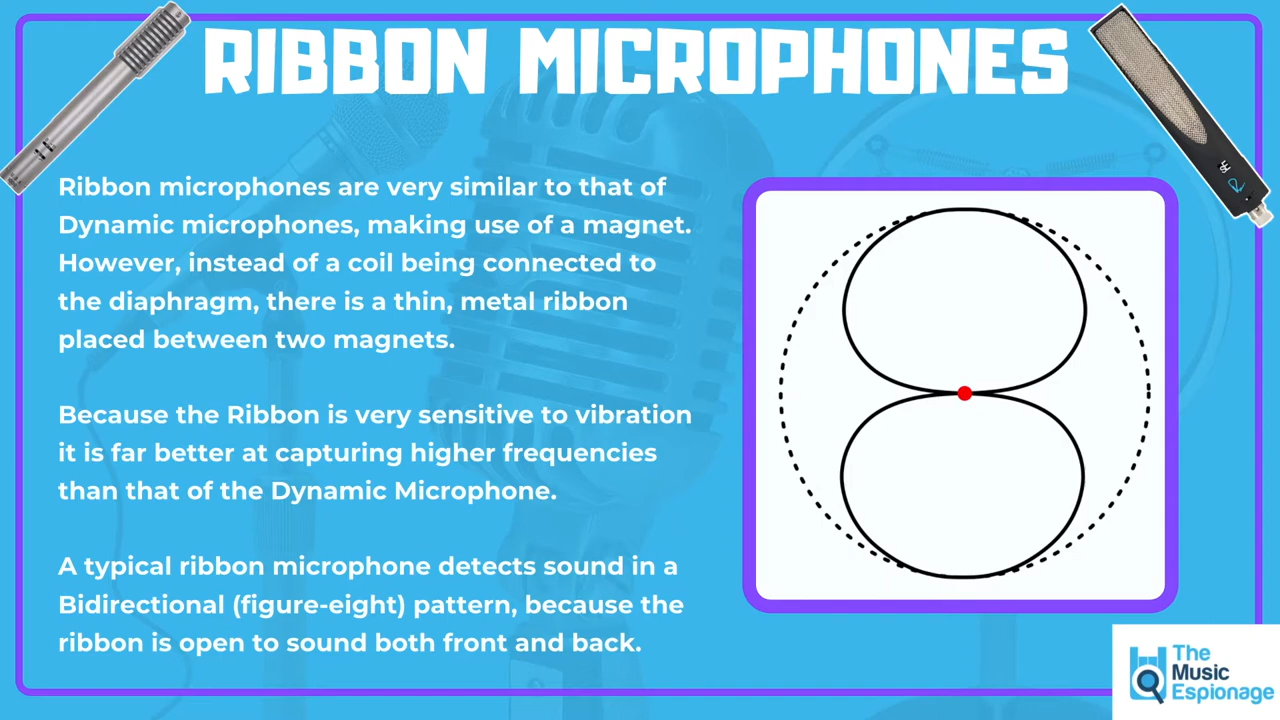 RIBBON MICROPHONES
Ribbon microphones are very similar to that of
Dynamic microphones, making use of a magnet.
However, instead of a coil being connected to
the diaphragm, there is a thin, metal ribbon
placed between two magnets.
Because the Ribbon is very sensitive to vibration
it is far better at capturing higher frequencies
than that of the Dynamic Microphone.
A typical ribbon microphone detects sound in a
Bidirectional (figure-eight) pattern, because the
ribbon is open to sound both front and back.
The
Music
Espionage